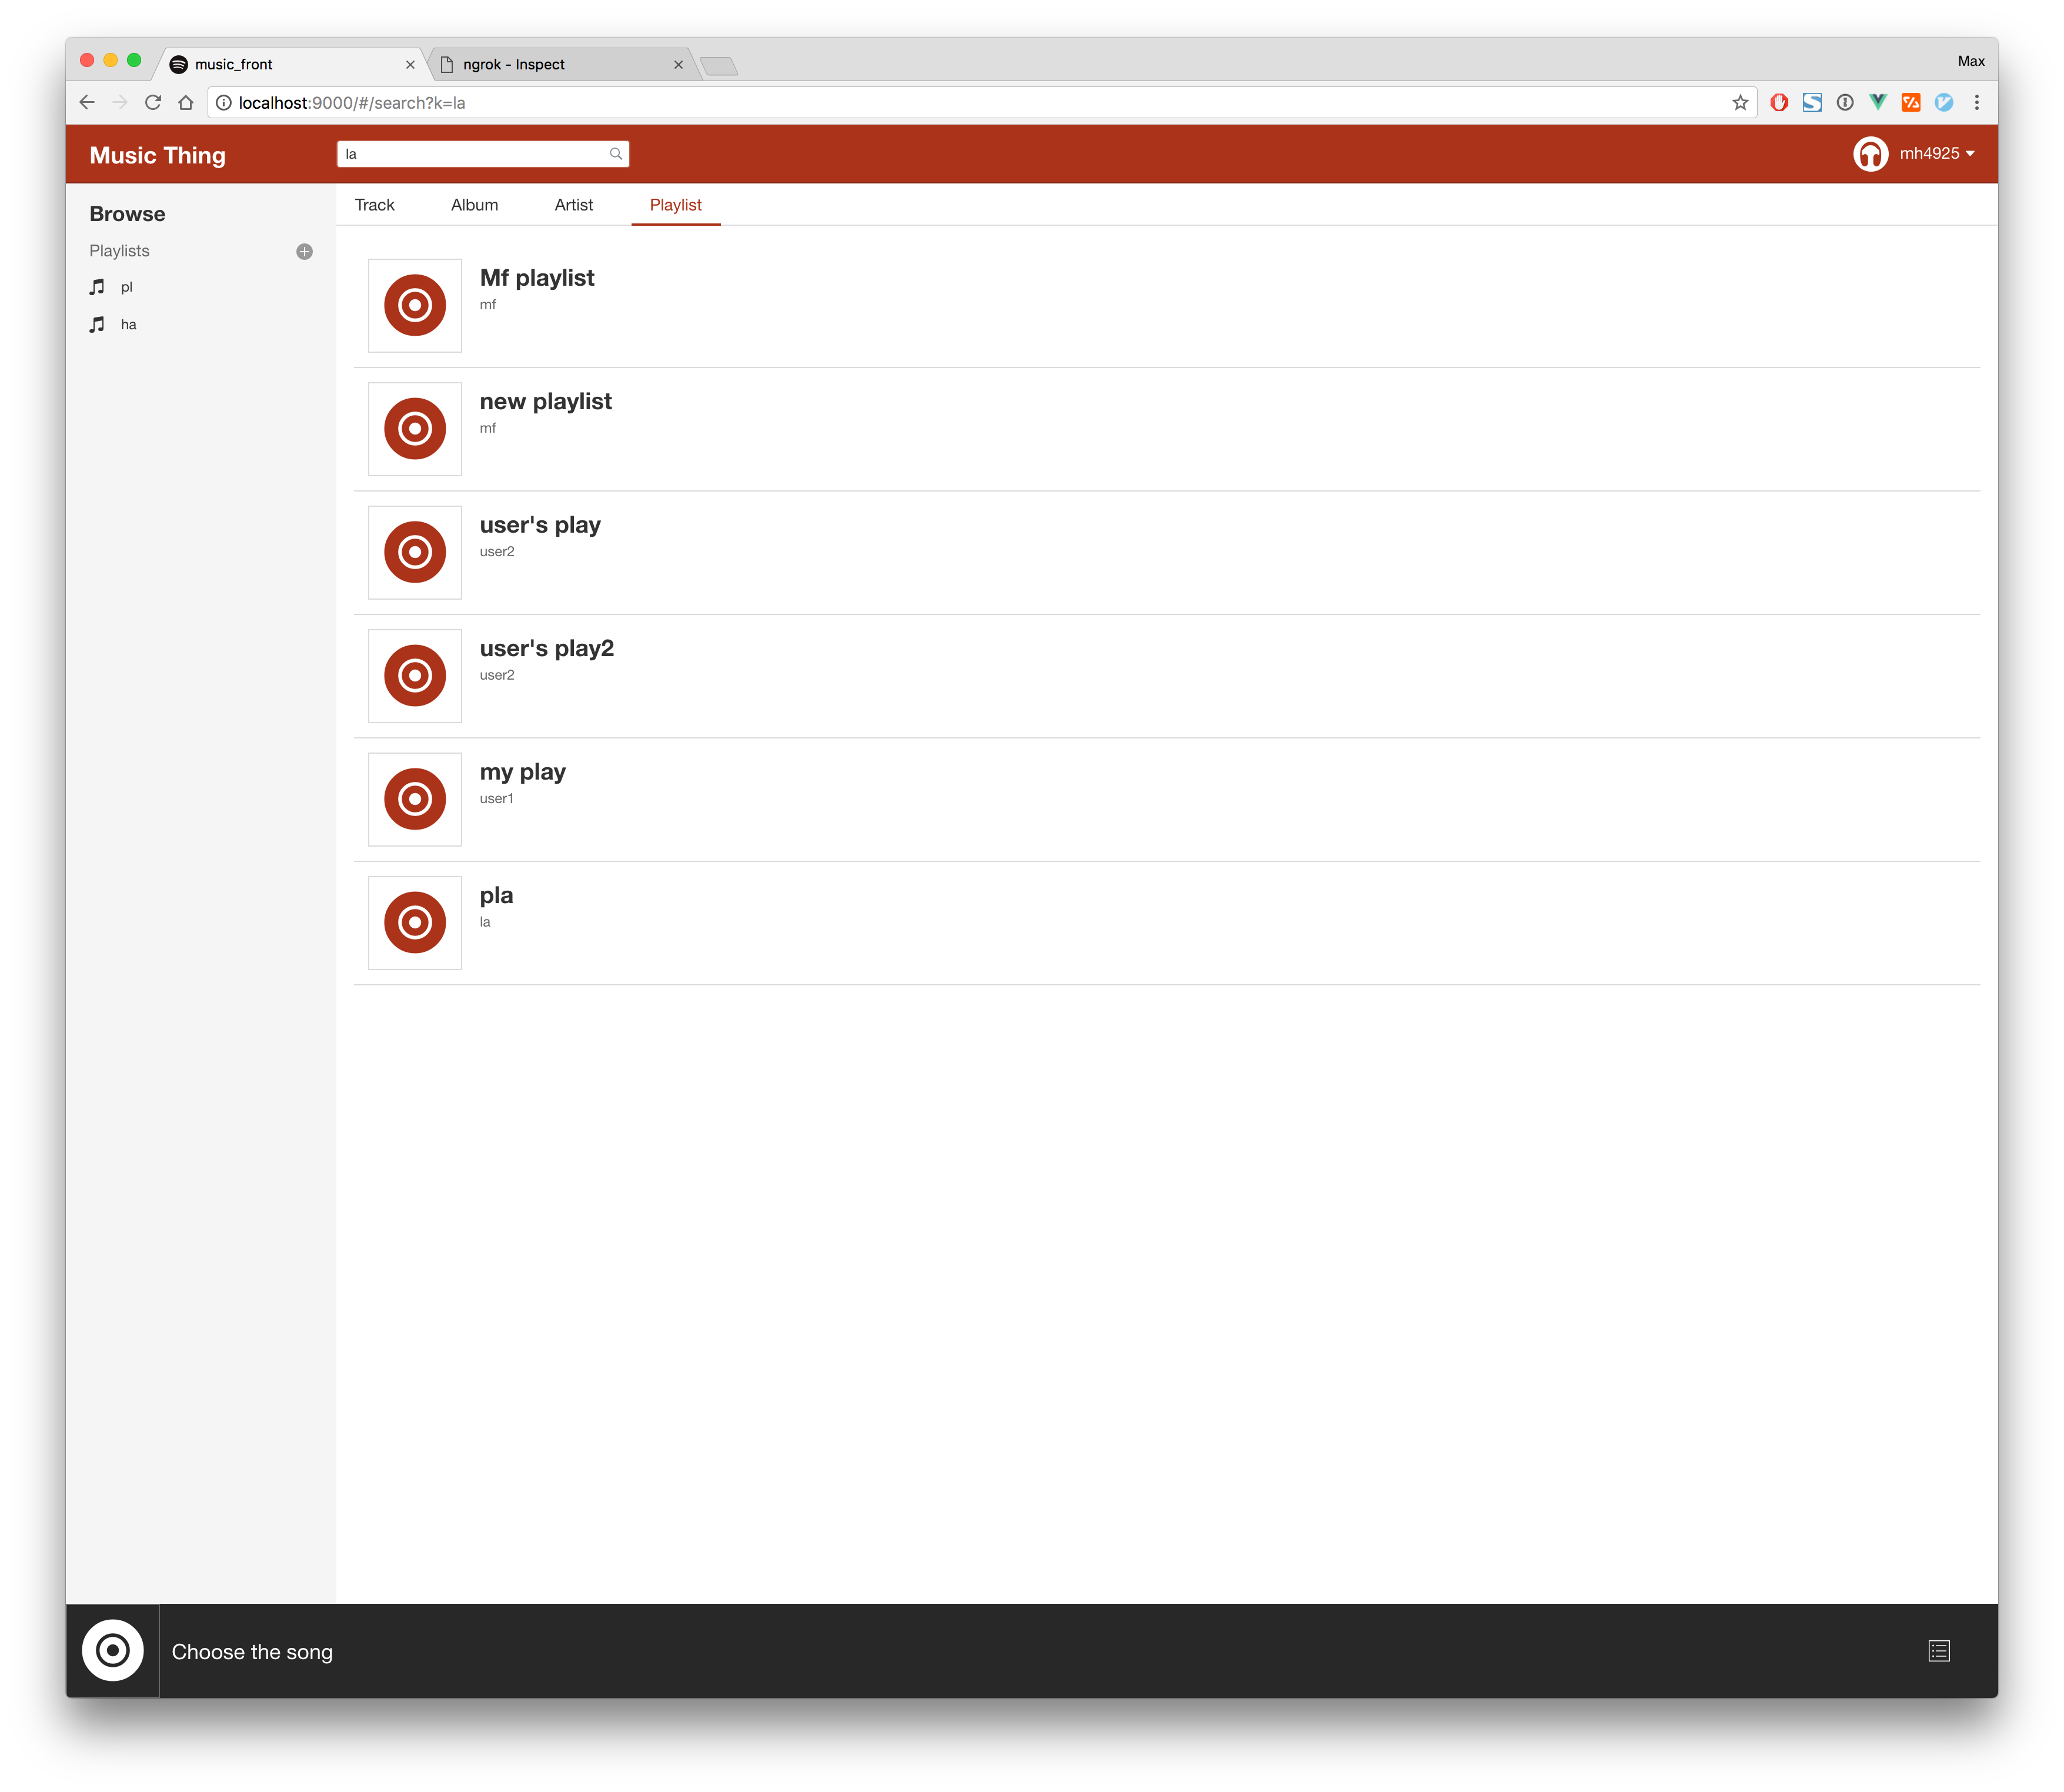 music_front
ngrok - Inspect
Max
localhost:9000/#/search?k=la
Music Thing
la
mh4925
Browse
Playlists
pl
ha
Track Album Artist Playlist
Mf playlist
mf
new playlist
mf
user's play
user2
user's play2
user2
my play
user1
pla
la
Choose the song